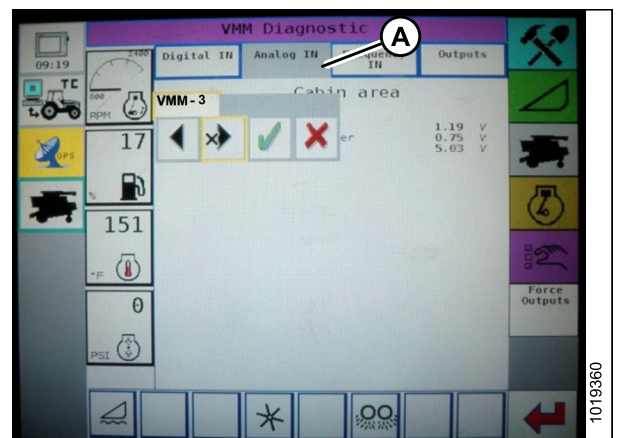 VMM Diagnostic
09:19
2400
Digital IN
Analog IN
IN
Outputs
A
TC
600
RPM
Cabin area
VMM - 3
er
1.19 V
0.75 V
5.03 V
GPS
17
%
151
°F
0
PSI
Force
Outputs
1019360